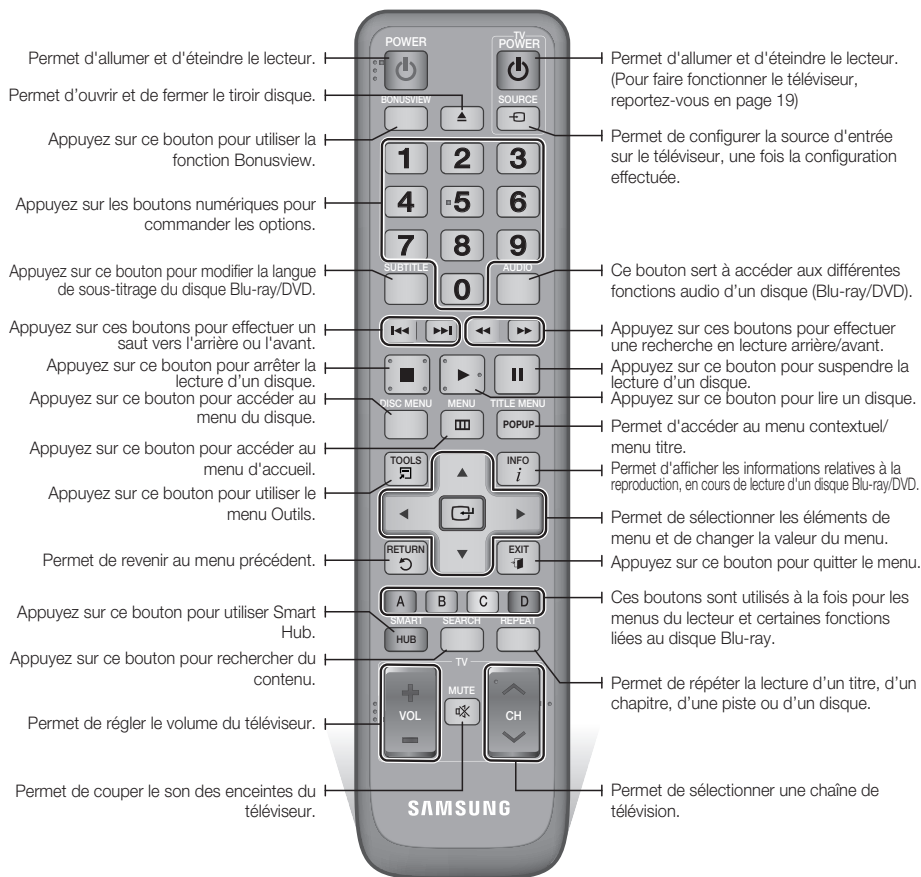 POWER
TV
POWER
BONUSVIEW
SOURCE
1 2 3
4 5 6
7 8 9
SUBTITLE
0
AUDIO
DISC MENU
MENU
TITLE MENU
POPUP
TOOLS
INFO
i
RETURN
EXIT
A B C D
SMART
HUB
SEARCH
REPEAT
TV
VOL
MUTE
CH
SAMSUNG
Permet d'allumer et d'éteindre le lecteur.
Permet d'ouvrir et de fermer le tiroir disque.
Appuyez sur ce bouton pour utiliser la
fonction Bonusview.
Appuyez sur les boutons numériques pour
commander les options.
Appuyez sur ce bouton pour modifier la langue
de sous-titrage du disque Blu-ray/DVD.
Appuyez sur ces boutons pour effectuer un
saut vers l'arrière ou l'avant.
Appuyez sur ce bouton pour arrêter la
lecture d'un disque.
Appuyez sur ce bouton pour accéder au
menu du disque.
Appuyez sur ce bouton pour accéder au
menu d'accueil.
Appuyez sur ce bouton pour utiliser le
menu Outils.
Permet de revenir au menu précédent.
Appuyez sur ce bouton pour utiliser Smart
Hub.
Appuyez sur ce bouton pour rechercher du
contenu.
Permet de régler le volume du téléviseur.
Permet de couper le son des enceintes du
téléviseur.
Permet d'allumer et d'éteindre le lecteur.
(Pour faire fonctionner le téléviseur,
reportez-vous en page 19)
Permet de configurer la source d'entrée
sur le téléviseur, une fois la configuration
effectuée.
Ce bouton sert à accéder aux différentes
fonctions audio d'un disque (Blu-ray/DVD).
Appuyez sur ces boutons pour effectuer
une recherche en lecture arrière/avant.
Appuyez sur ce bouton pour suspendre la
lecture d'un disque.
Appuyez sur ce bouton pour lire un disque.
Permet d'accéder au menu contextuel/
menu titre.
Permet d'afficher les informations relatives à la
reproduction, en cours de lecture d'un disque Blu-ray/DVD.
Permet de sélectionner les éléments de
menu et de changer la valeur du menu.
Appuyez sur ce bouton pour quitter le menu.
Ces boutons sont utilisés à la fois pour les
menus du lecteur et certaines fonctions
liées au disque Blu-ray.
Permet de répéter la lecture d'un titre, d'un
chapitre, d'une piste ou d'un disque.
Permet de sélectionner une chaîne de
télévision.